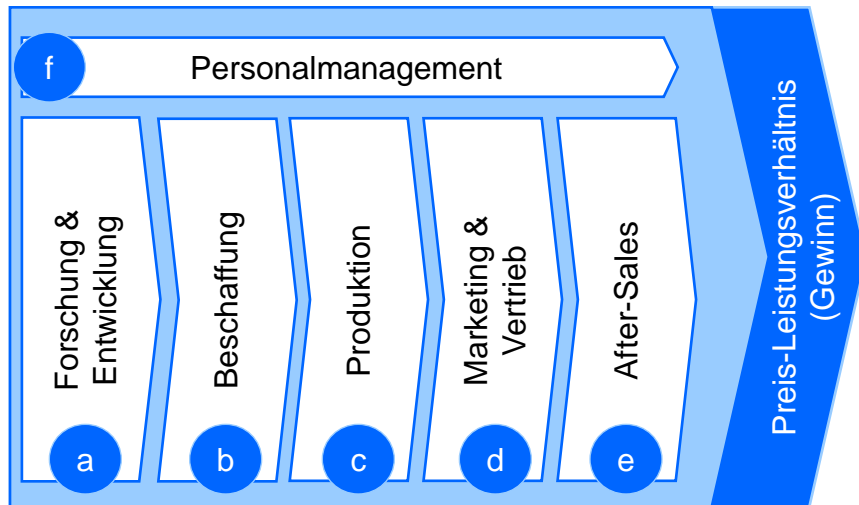 f
Personalmanagement
Forschung &
Entwicklung
a
Beschaffung
b
Produktion
c
Marketing &
Vertrieb
d
After-Sales
e
Preis-Leistungsverhältnis
(Gewinn)